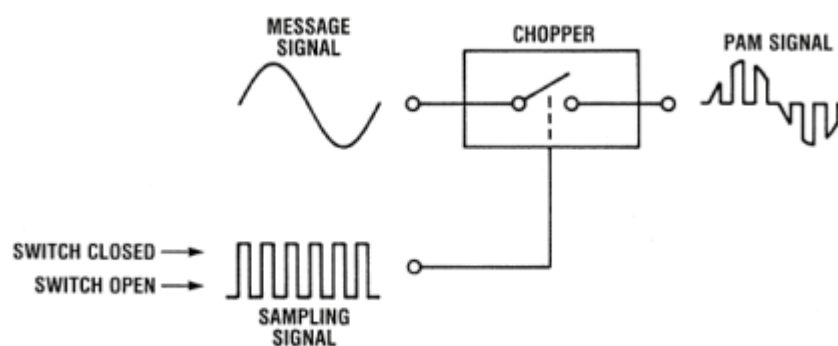 MESSAGE
SIGNAL
CHOPPER
PAM SIGNAL
SWITCH CLOSED
SWITCH OPEN
SAMPLING
SIGNAL